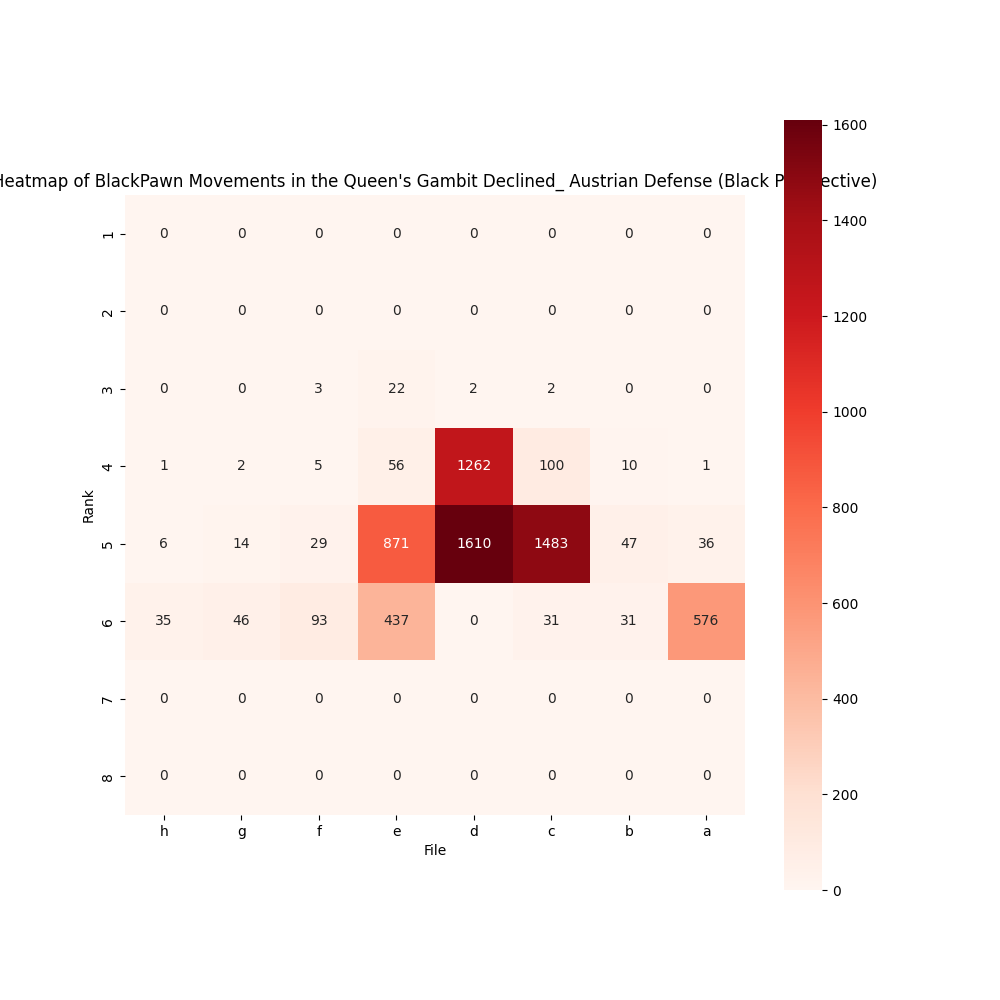 Heatmap of BlackPawn Movements in the Queen's Gambit Declined_ Austrian Defense (Black Perspective)
1 0 0 0 0 0 0 0 0
2 0 0 0 0 0 0 0 0
3 0 0 3 22 2 2 0 0
4 1 2 5 56 1262 100 10 1
Rank
5 6 14 29 871 1610 1483 47 36
6 35 46 93 437 0 31 31 576
7 0 0 0 0 0 0 0 0
8 0 0 0 0 0 0 0 0
h g f e d c b a
File
1600
1400
1200
1000
800
600
400
200
0